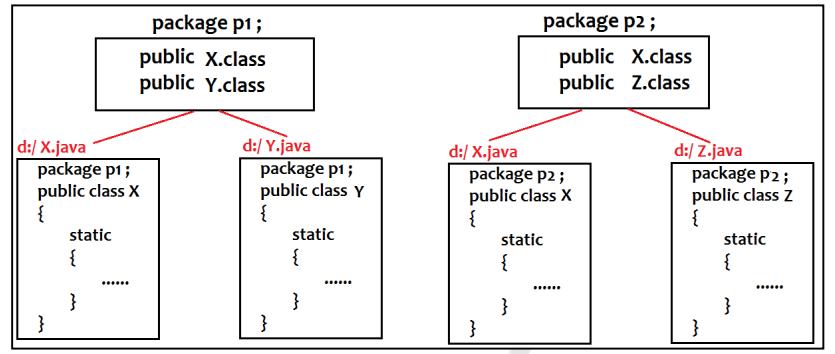 package p1 ;
public X.class
public Y.class
package p2 ;
public X.class
public Z.class
d:/ X.java
package p1 ;
public class X
{
static
{
......
}
}
d:/ Y.java
package p1 ;
public class Y
{
static
{
......
}
}
d:/ X.java
package p2 ;
public class X
{
static
{
......
}
}
d:/ Z.java
package p2 ;
public class Z
{
static
{
......
}
}